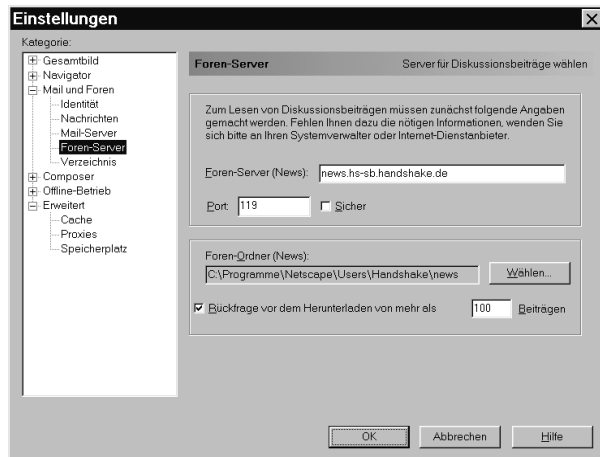 Einstellungen
Kategorie:
Gesamtbild
Navigator
Mail und Foren
Identität
Nachrichten
Mail-Server
Foren-Server
Verzeichnis
Composer
Offline-Betrieb
Erweitert
Cache
Proxies
Speicherplatz
Foren-Server Server für Diskussionsbeiträge wählen
Zum Lesen von Diskussionsbeiträgen müssen zunächst folgende Angaben
gemacht werden. Fehlen Ihnen dazu die nötigen Informationen, wenden Sie
sich bitte an Ihren Systemverwalter oder Internet-Dienstanbieter.
Foren-Server (News): news.hs-sb.handshake.de
Port: 119 Sicher
Foren-Ordner (News):
C:\Programme\Netscape\Users\Handshake\news Wählen...
Rückfrage vor dem Herunterladen von mehr als 100 Beiträgen
OK Abbrechen Hilfe